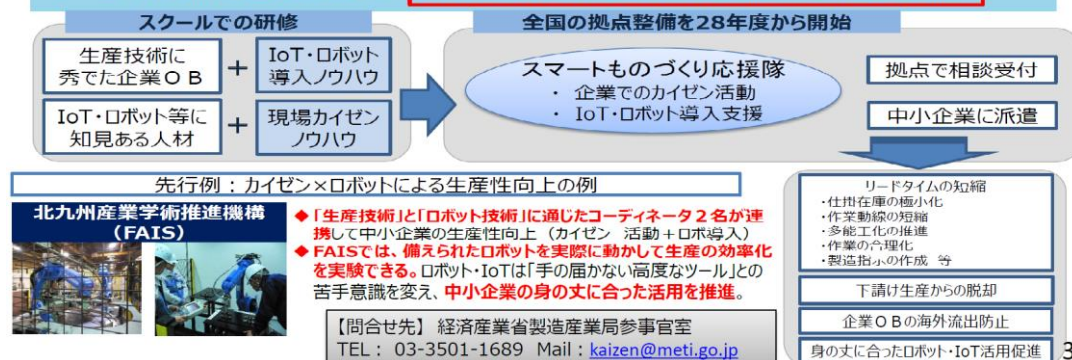 スクールでの研修
生産技術に
秀でた企業OB
+
IoT・ロボット
導入ノウハウ
IoT・ロボット等に
知見ある人材
+
現場カイゼン
ノウハウ
全国の拠点整備を28年度から開始
スマートものづくり応援隊
・ 企業でのカイゼン活動
・ IoT・ロボット導入支援
拠点で相談受付
中小企業に派遣
先行例：カイゼン×ロボットによる生産性向上の例
北九州産業学術推進機構
(FAIS)
◆「生産技術」と「ロボット技術」に通じたコーディネータ２名が連
携して中小企業の生産性向上（カイゼン 活動＋ロボ導入）
◆FAISでは、備えられたロボットを実際に動かして生産の効率化
を実験できる。ロボット・IoTは「手の届かない高度なツール」との
苦手意識を変え、中小企業の身の丈に合った活用を推進。
【問合せ先】 経済産業省製造産業局参事官室
TEL： 03-3501-1689 Mail：kaizen@meti.go.jp
リードタイムの短縮
・仕掛在庫の極小化
・作業動線の短縮
・多能工化の推進
・作業の合理化
・製造指示の作成 等
下請け生産からの脱却
企業OBの海外流出防止
身の丈に合ったロボット・IoT活用促進
3